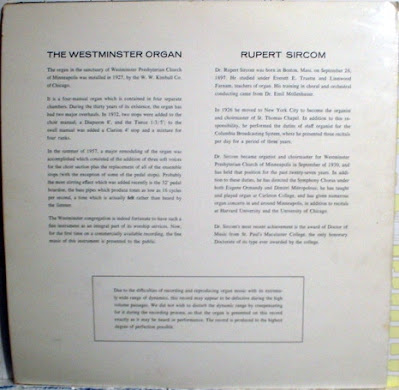 THE WESTMINSTER ORGAN
The organ in the sanctuary of Westminster Presbyterian Church
of Minneapolis was installed in 1927, by the W. W. Kimball Co.
of Chicago.
It is a four-manual organ which is contained in four separate
chambers. During the thirty years of its existence, the organ has
had two major overhauls. In 1952, two stops were added to the
choir manual, a Diapason 8', and the Tierce 1-3/5'; to the
swell manual was added a Clarion 4' stop and a mixture for
four ranks.
In the summer of 1957, a major remodeling of the organ was
accomplished which consisted of the addition of three soft voices
for the choir section plus the replacement of all of the ensemble
stops (with the exception of some of the pedal stops). Probably
the most stirring effect which was added recently is the 32' pedal
bourdon, the bass pipes which produce tones as low as 16 cycles
per second, a tone which is actually felt rather than heard by the
listener.
The Westminster congregation is indeed fortunate to have such a
fine instrument as an integral part of its worship services. Now,
for the first time on a commercially available recording, the fine
music of this instrument is presented to the public.
RUPERT SIRCOM
Dr. Rupert Sircom was born in Boston, Mass. on September 28,
1897. He studied under Everett E. Truette and Linnwood
Farnam, teachers of organ. His training in choral and orchestral
conducting came from Dr. Emil Mollenhauer.
In 1926 he moved to New York City to become the organist
and choirmaster of St. Thomas Chapel. In addition to this re-
sponsibility, he performed the duties of staff organist for the
Columbia Broadcasting System, where he presented three recitals
per day for a period of three years.
Dr. Sircom became organist and choirmaster for Westminster
Presbyterian Church of Minneapolis in September of 1930, and
has held that position for the past twenty-seven years. In addi-
tion to these duties, he has directed the Symphony Chorus under
both Eugene Ormandy and Dimitri Metropolous, he has taught
and played organ at Carleton College, and has given numerous
organ concerts in and around Minneapolis, in addition to recitals
at Harvard University and the University of Chicago.
Dr. Sircom's most recent achievement is the award of Doctor of
Music from St. Paul's Macalester College, the only honorary
Doctorate of its type ever awarded by the college.
Due to the difficulties of recording and reproducing organ music with its extreme-
ly wide range of dynamics, this record may appear to be defective during the high
volume passages. We did not wish to distort the dynamic range by compensating
for it during the recording process, so that the organ is presented on this record
exactly as it may be heard in performance. The record is produced in the highest
degree of perfection possible.